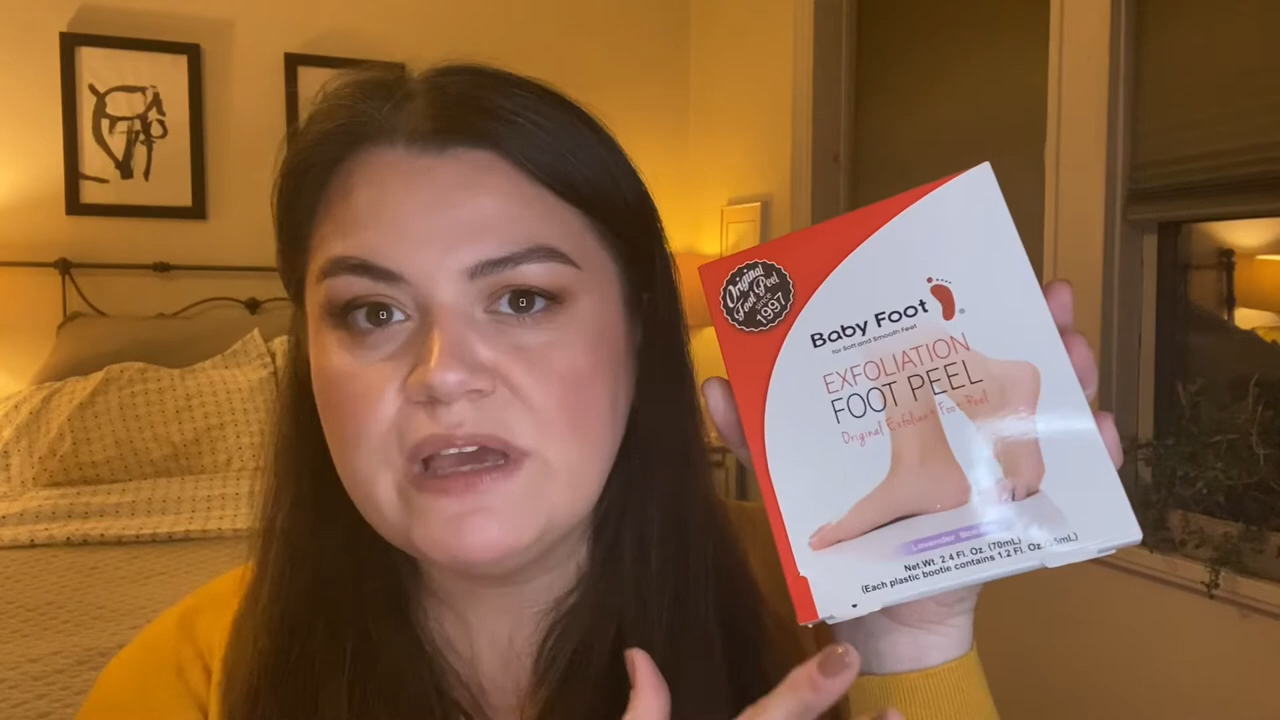 Original
Foot Peel
since
1997
Baby Foot
for Soft and Smooth Feet
EXFOLIATION
FOOT PEEL
Original Exfoliant Foot Peel
Lavender
Net.Wt. 2.4 Fl. Oz. (70mL)
(Each plastic bootie contains 1.2 Fl. Oz. 35mL)